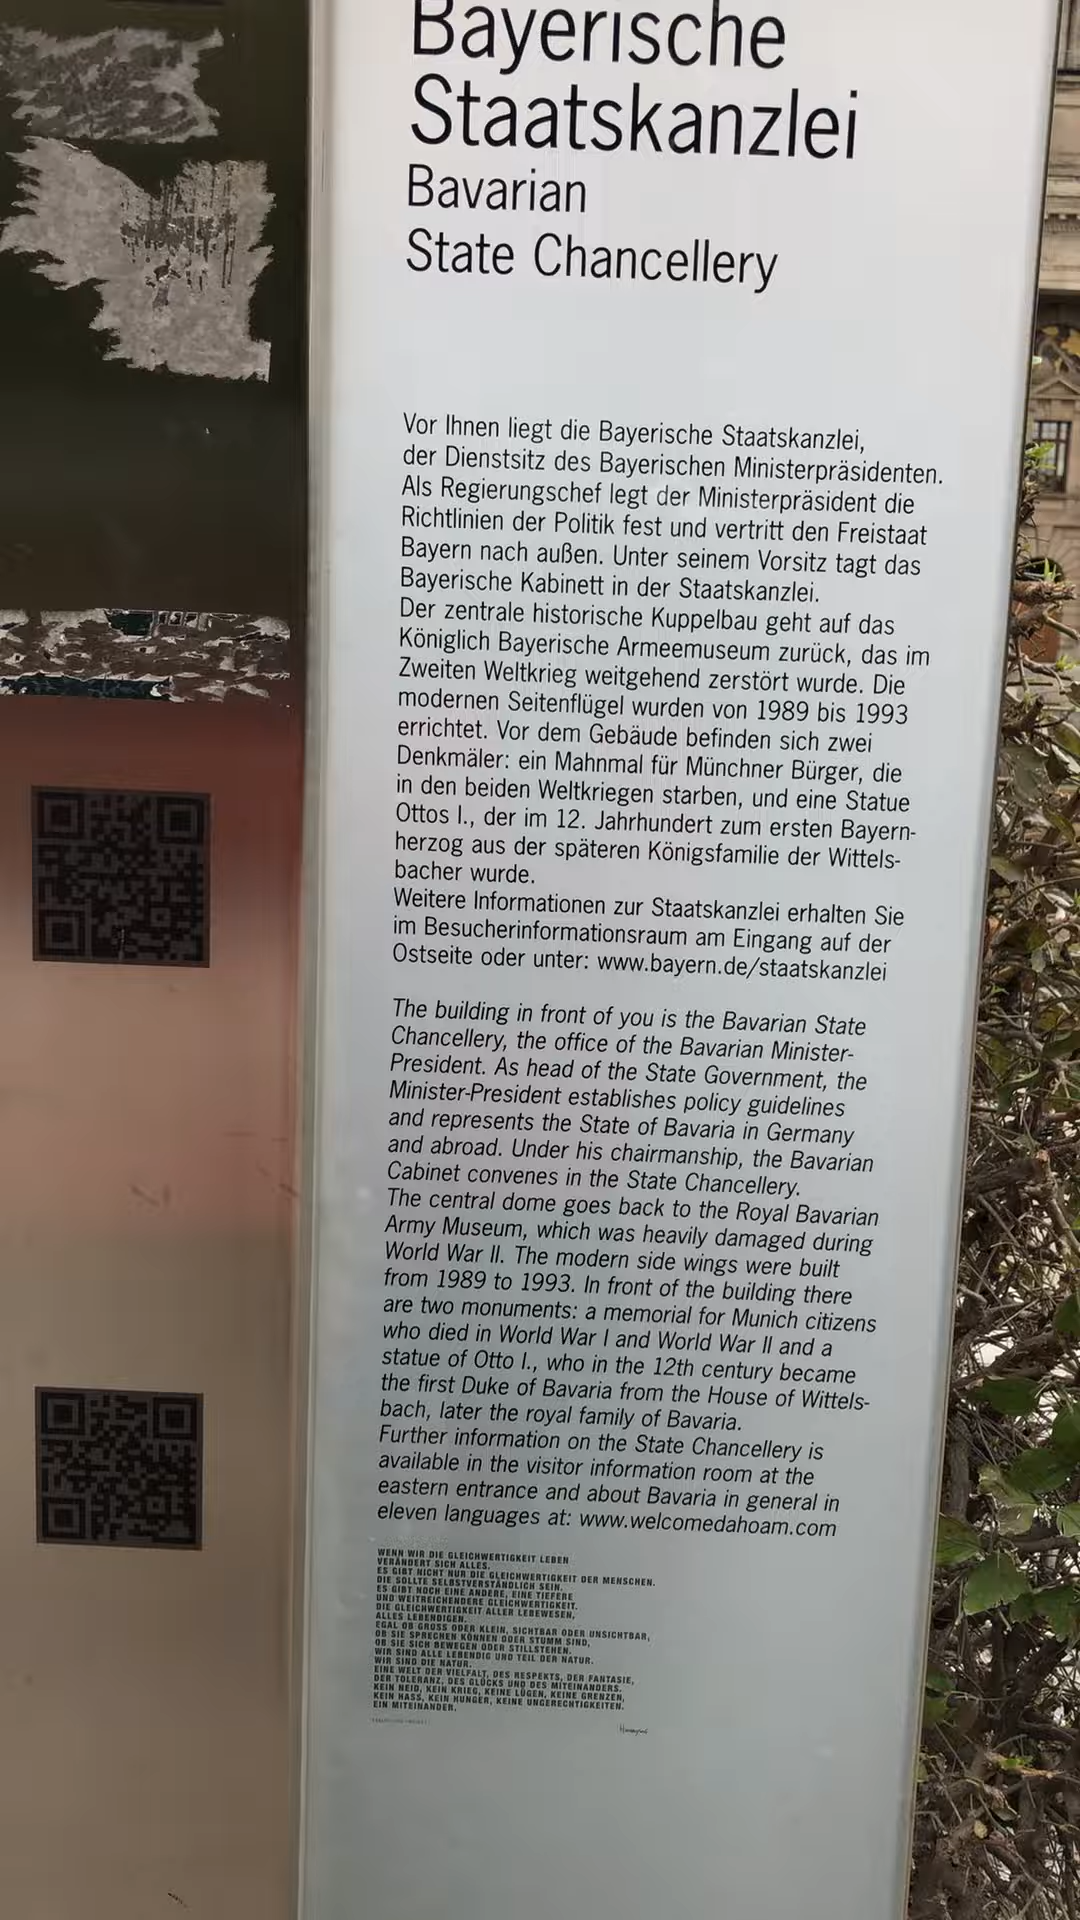 Bayerische
Staatskanzlei
Bavarian
State Chancellery
Vor Ihnen liegt die Bayerische Staatskanzlei,
der Dienstsitz des Bayerischen Ministerpräsidenten.
Als Regierungschef legt der Ministerpräsident die
Richtlinien der Politik fest und vertritt den Freistaat
Bayern nach außen. Unter seinem Vorsitz tagt das
Bayerische Kabinett in der Staatskanzlei.
Der zentrale historische Kuppelbau geht auf das
Königlich Bayerische Armeemuseum zurück, das im
Zweiten Weltkrieg weitgehend zerstört wurde. Die
modernen Seitenflügel wurden von 1989 bis 1993
errichtet. Vor dem Gebäude befinden sich zwei
Denkmäler: ein Mahnmal für Münchner Bürger, die
in den beiden Weltkriegen starben, und eine Statue
Ottos I., der im 12. Jahrhundert zum ersten Bayern-
herzog aus der späteren Königsfamilie der Wittels-
bacher wurde.
Weitere Informationen zur Staatskanzlei erhalten Sie
im Besucherinformationsraum am Eingang auf der
Ostseite oder unter: www.bayern.de/staatskanzlei
The building in front of you is the Bavarian State
Chancellery, the office of the Bavarian Minister-
President. As head of the State Government, the
Minister-President establishes policy guidelines
and represents the State of Bavaria in Germany
and abroad. Under his chairmanship, the Bavarian
Cabinet convenes in the State Chancellery.
The central dome goes back to the Royal Bavarian
Army Museum, which was heavily damaged during
World War II. The modern side wings were built
from 1989 to 1993. In front of the building there
are two monuments: a memorial for Munich citizens
who died in World War I and World War II and a
statue of Otto I., who in the 12th century became
the first Duke of Bavaria from the House of Wittels-
bach, later the royal family of Bavaria.
Further information on the State Chancellery is
available in the visitor information room at the
eastern entrance and about Bavaria in general in
eleven languages at: www.welcomedahoam.com
WENN WIR DIE GLEICHWERTIGKEIT LEBEN
VERÄNDERT SICH ALLES.
ES GIBT NICHT NUR DIE GLEICHWERTIGKEIT DER MENSCHEN.
DIE SOLLTE SELBSTVERSTÄNDLICH SEIN.
ES GIBT NOCH EINE ANDERE, EINE TIEFERE
UND WEITREICHENDERE GLEICHWERTIGKEIT.
DIE GLEICHWERTIGKEIT ALLER LEBEWESEN,
ALLES LEBENDIGEN.
EGAL OB GROSS ODER KLEIN, SICHTBAR ODER UNSICHTBAR,
OB SIE SPRECHEN KÖNNEN ODER STUMM SIND,
OB SIE SICH BEWEGEN ODER STILLSTEHEN.
WIR SIND ALLE LEBENDIG UND TEIL DER NATUR.
WIR SIND DIE NATUR.
EINE WELT DER VIELFALT, DES RESPEKTS, DER FANTASIE,
DER TOLERANZ, DES GLÜCKS UND DES MITEINANDERS.
KEIN NEID, KEIN KRIEG, KEINE LÜGEN, KEINE GRENZEN,
KEIN HASS, KEIN HUNGER, KEINE UNGERECHTIGKEITEN.
EIN MITEINANDER.